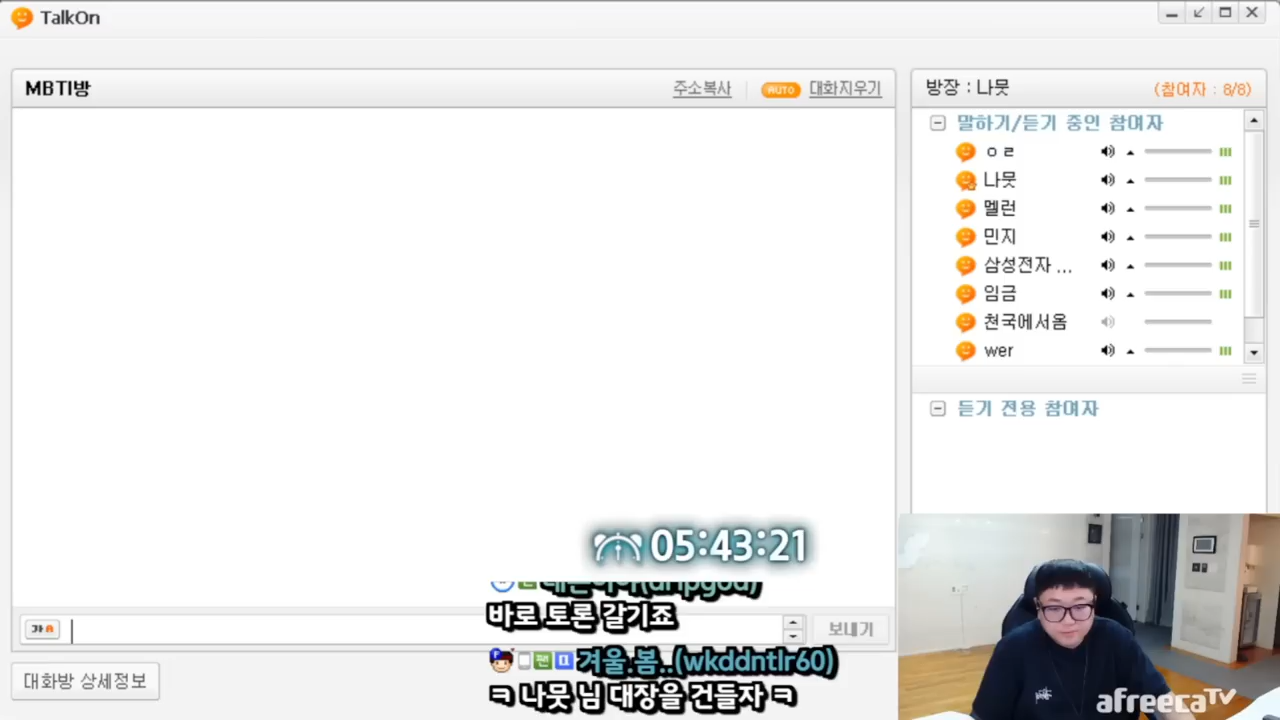 TalkOn
MBTI방
주소복사
AUTO
대화지우기
방장 : 나뭇
(참여자 : 8/8)
말하기/듣기 중인 참여자
ㅇㄹ
나뭇
멜런
민지
삼성전자 ...
임금
천국에서옴
wer
듣기 전용 참여자
05:43:21
바로 토론 갈기죠
가
보내기
팬
겨울.봄..(wkddntlr60)
ㅋ 나뭇 님 대장을 건들자 ㅋ
대화방 상세정보
afreecaTV